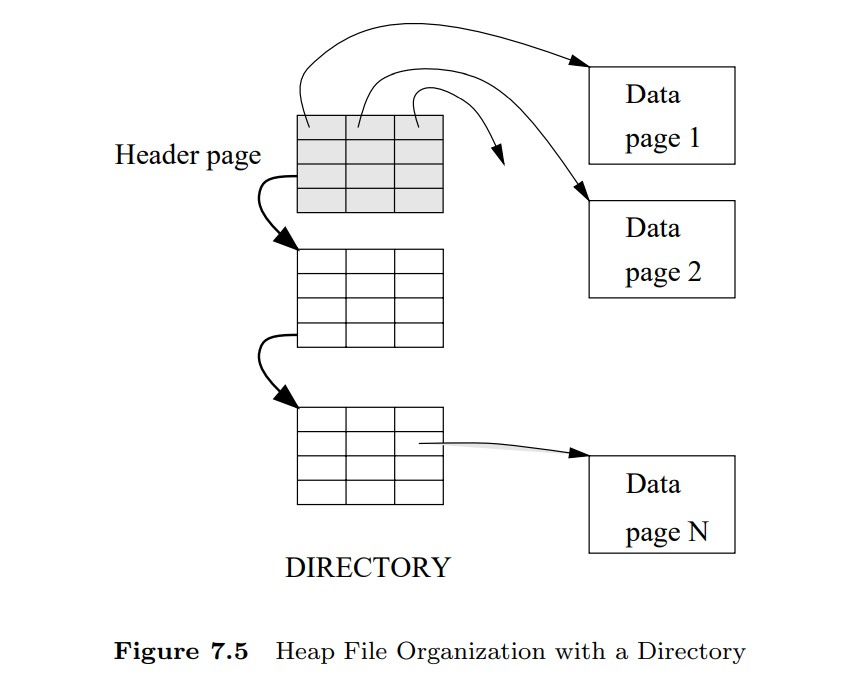 Data
page 1
Header page
Data
page 2
Data
page N
DIRECTORY
Figure 7.5 Heap File Organization with a Directory